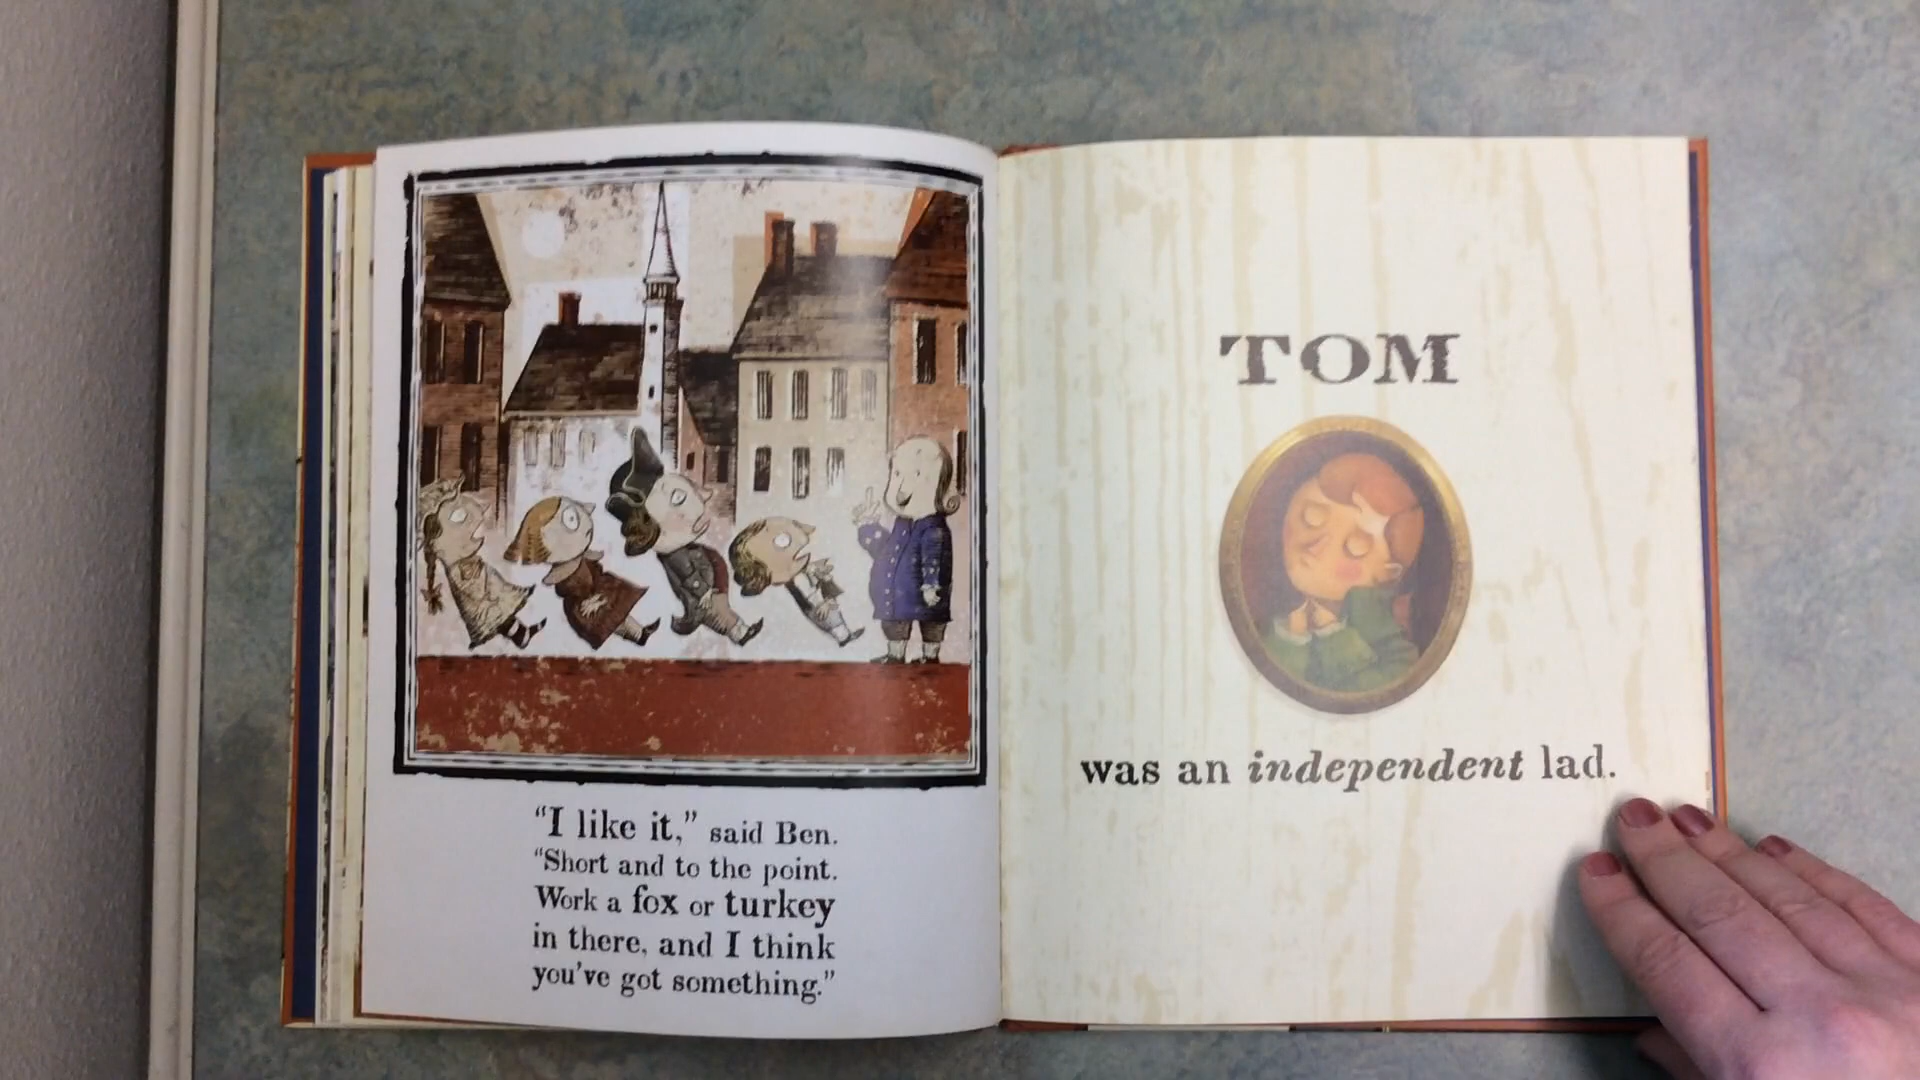 “I like it,” said Ben.
“Short and to the point.
Work a fox or turkey
in there, and I think
you’ve got something.”
TOM
was an independent lad.